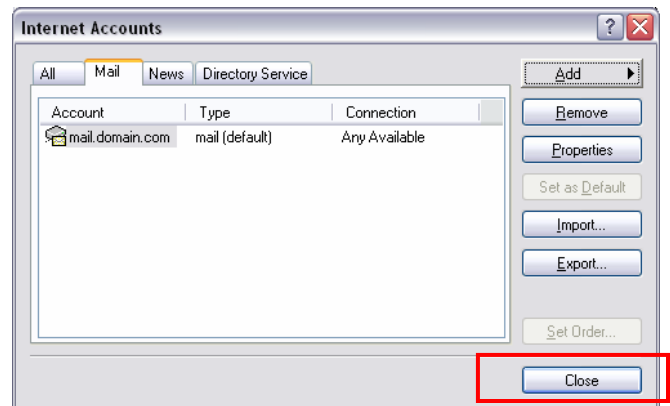 Internet Accounts
?
All Mail News Directory Service
Add
Account Type Connection
Remove
mail.domain.com mail (default) Any Available
Properties
Set as Default
Import...
Export...
Set Order...
Close